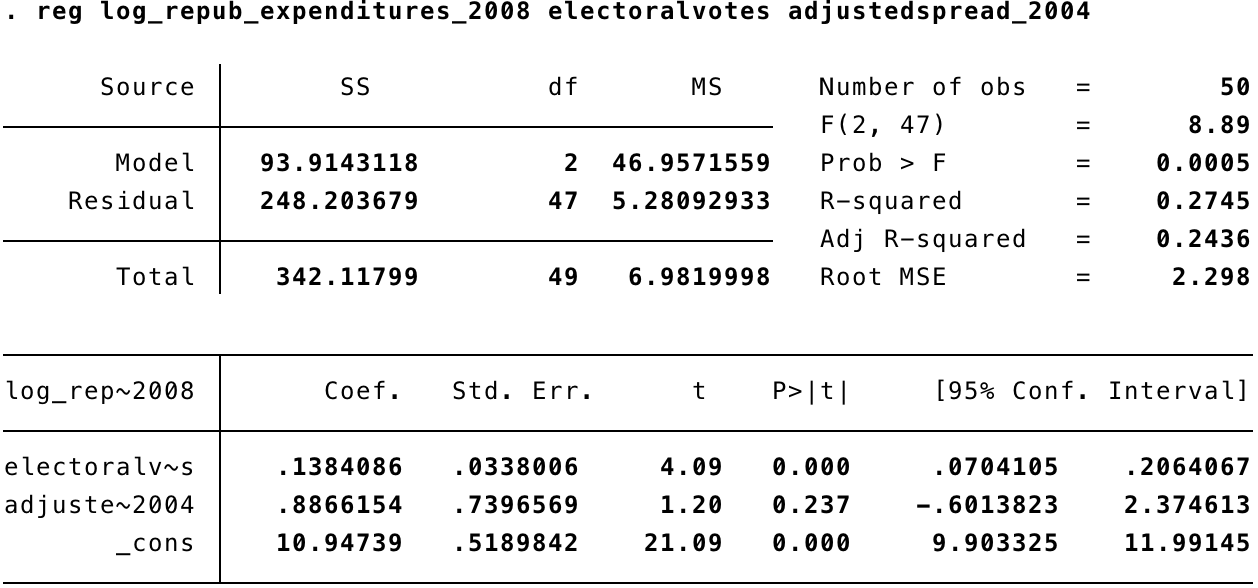 . reg log_repub_expenditures_2008 electoralvotes adjustedspread_2004
Source SS df MS Number of obs = 50
F(2, 47) = 8.89
Model 93.9143118 2 46.9571559 Prob > F = 0.0005
Residual 248.203679 47 5.28092933 R-squared = 0.2745
Adj R-squared = 0.2436
Total 342.11799 49 6.9819998 Root MSE = 2.298
log_rep~2008 Coef. Std. Err. t P>|t| [95% Conf. Interval]
electoralv~s .1384086 .0338006 4.09 0.000 .0704105 .2064067
adjuste~2004 .8866154 .7396569 1.20 0.237 -.6013823 2.374613
_cons 10.94739 .5189842 21.09 0.000 9.903325 11.99145